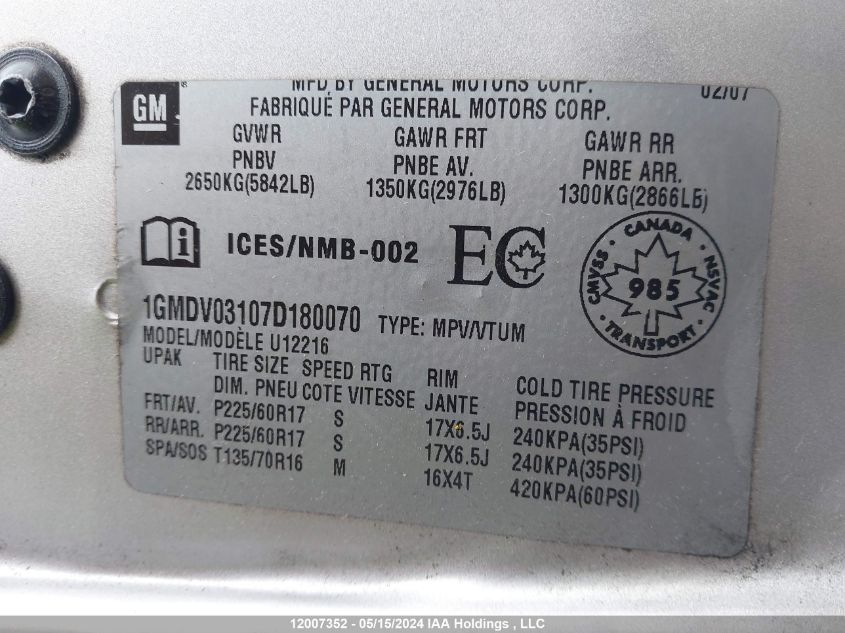 MFD BY GENERAL MOTORS CORP. 02/07
GM
FABRIQUÉ PAR GENERAL MOTORS CORP.
GVWR GAWR FRT GAWR RR
PNBV PNBE AV. PNBE ARR.
2650KG(5842LB) 1350KG(2976LB) 1300KG(2866LB)
ICES/NMB-002 EC
CANADA
CMVSS 985 NSVAC
TRANSPORT
1GMDV03107D180070 TYPE: MPV/VTUM
MODEL/MODÈLE U12216
UPAK TIRE SIZE SPEED RTG RIM COLD TIRE PRESSURE
DIM. PNEU COTE VITESSE JANTE PRESSION À FROID
FRT/AV. P225/60R17 S 17X6.5J 240KPA(35PSI)
RR/ARR. P225/60R17 S 17X6.5J 240KPA(35PSI)
SPA/SOS T135/70R16 M 16X4T 420KPA(60PSI)
12007352 - 05/15/2024 IAA Holdings , LLC